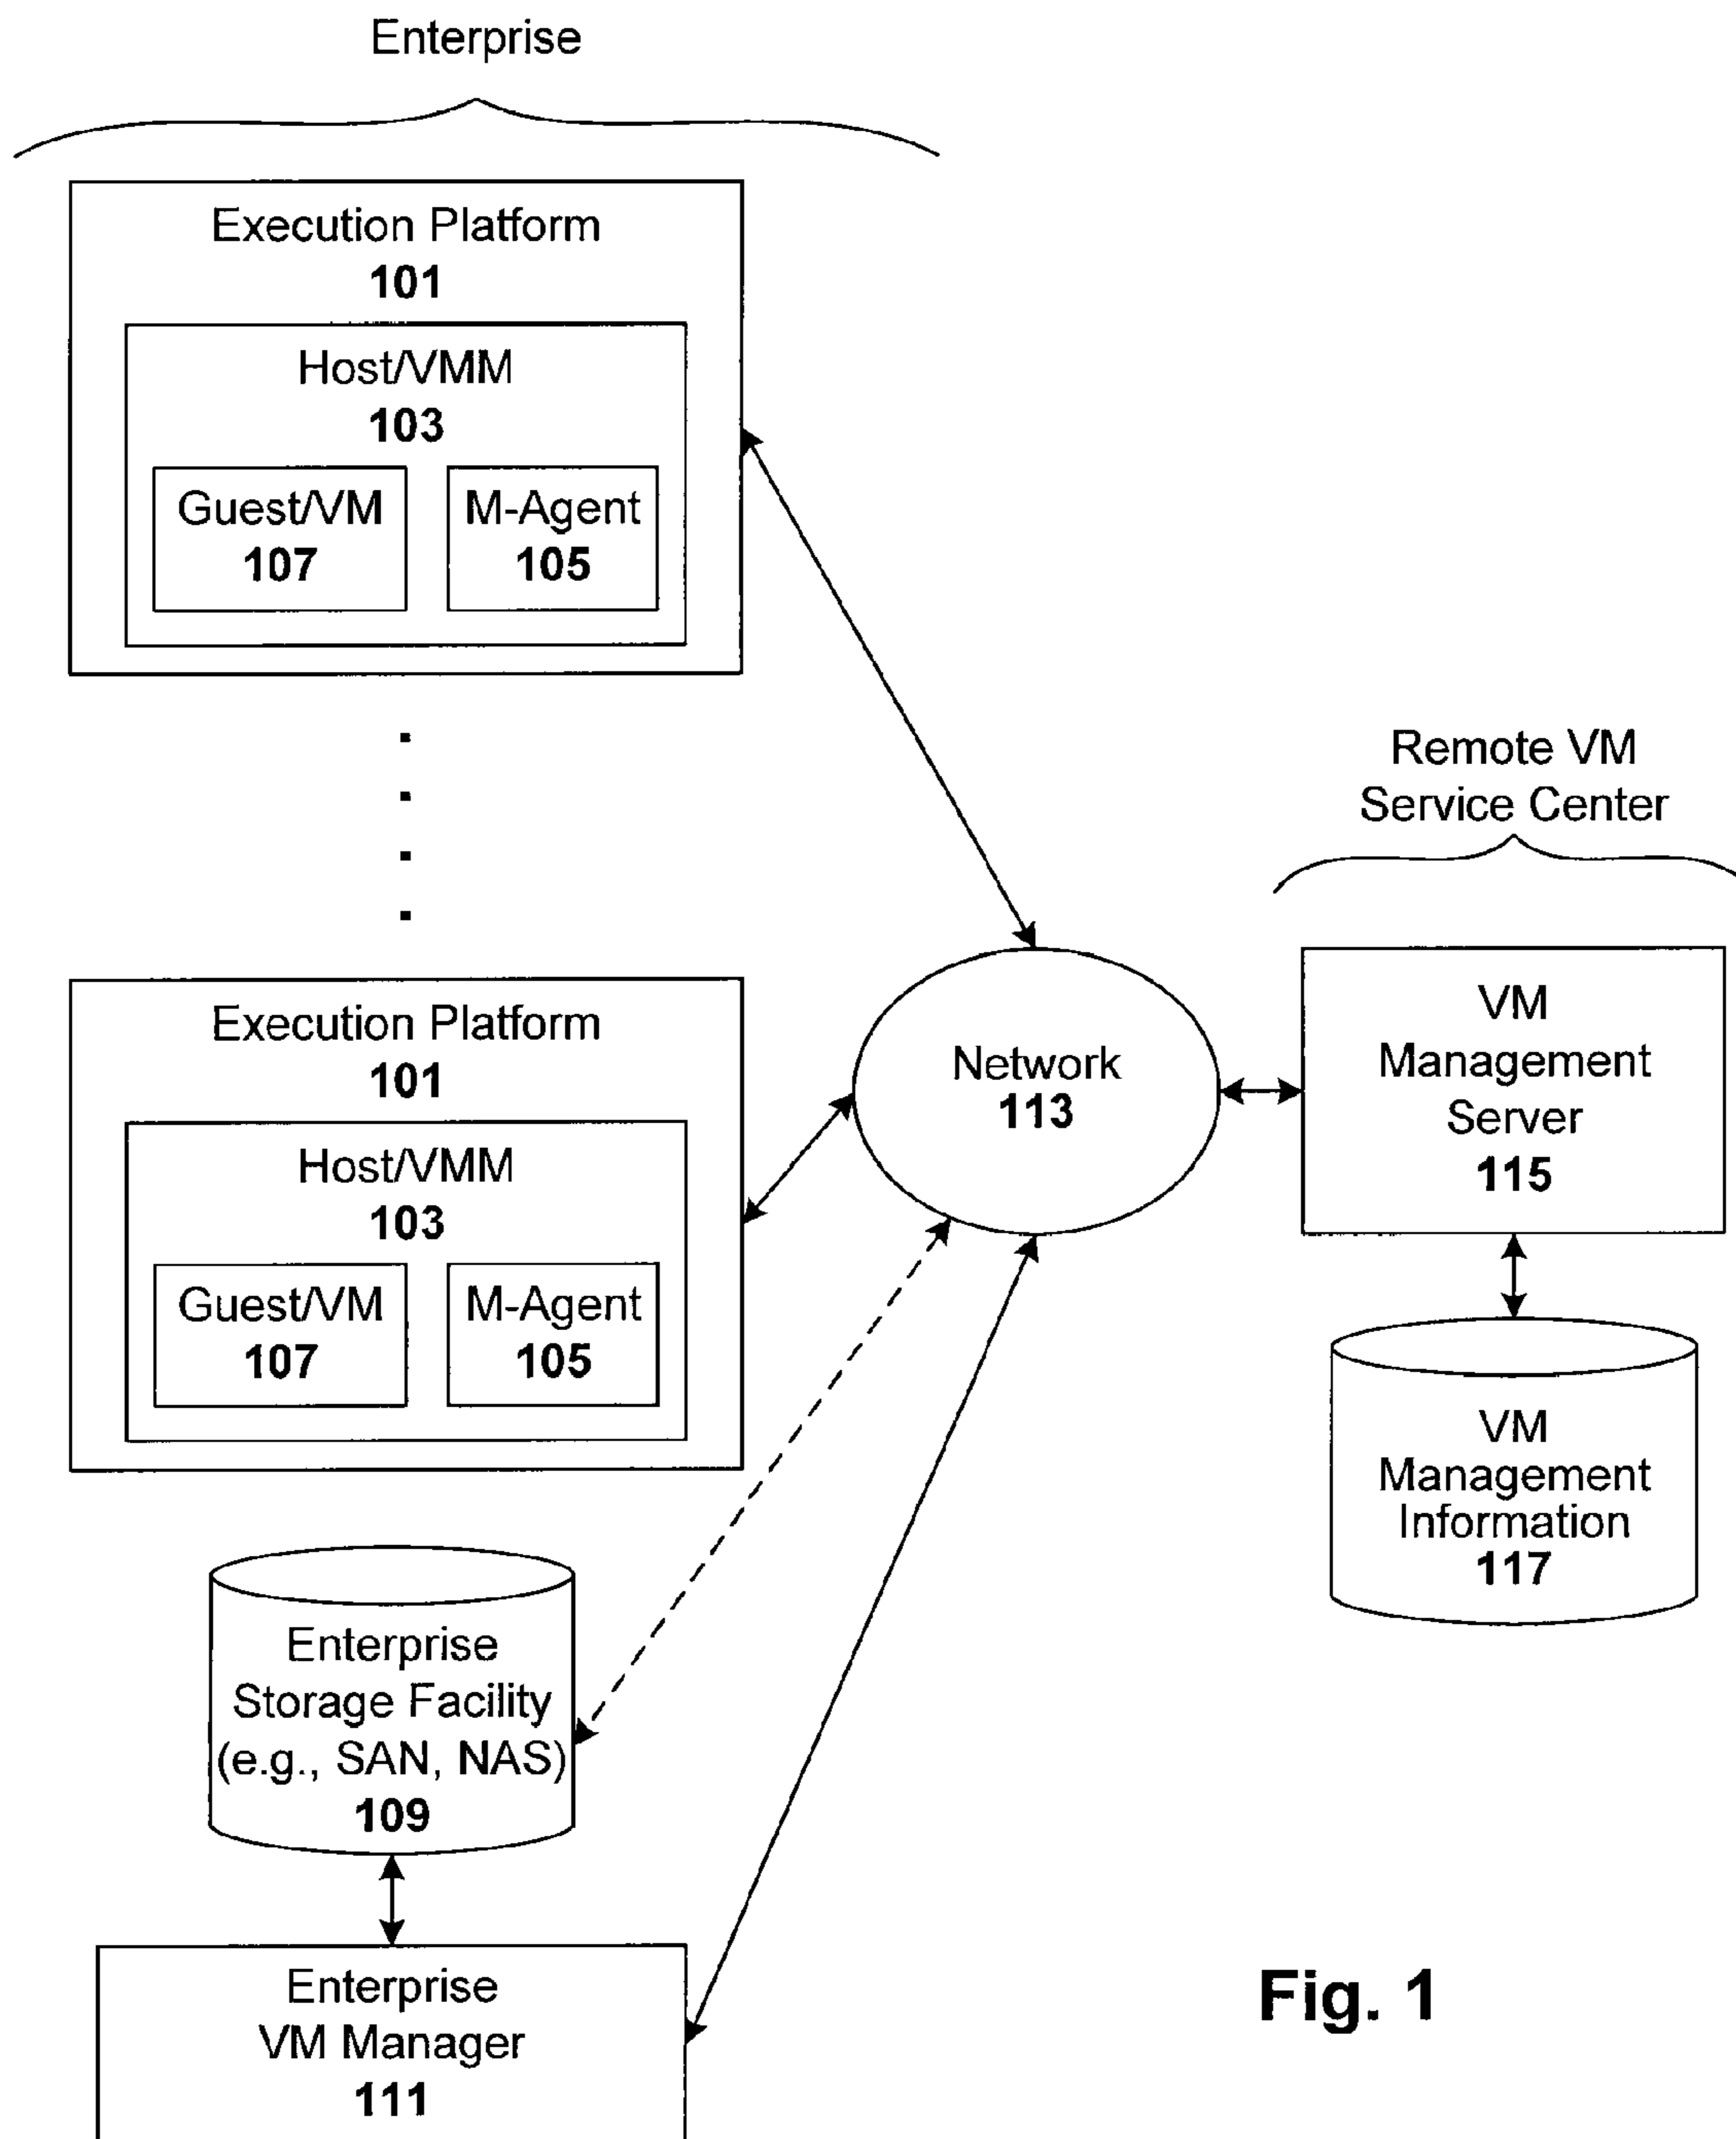 Enterprise
Execution Platform
101
Host/VMM
103
Guest/VM
107
M-Agent
105
Execution Platform
101
Host/VMM
103
Guest/VM
107
M-Agent
105
Enterprise
Storage Facility
(e.g., SAN, NAS)
109
Enterprise
VM Manager
111
Network
113
Remote VM
Service Center
VM
Management
Server
115
VM
Management
Information
117
Fig. 1